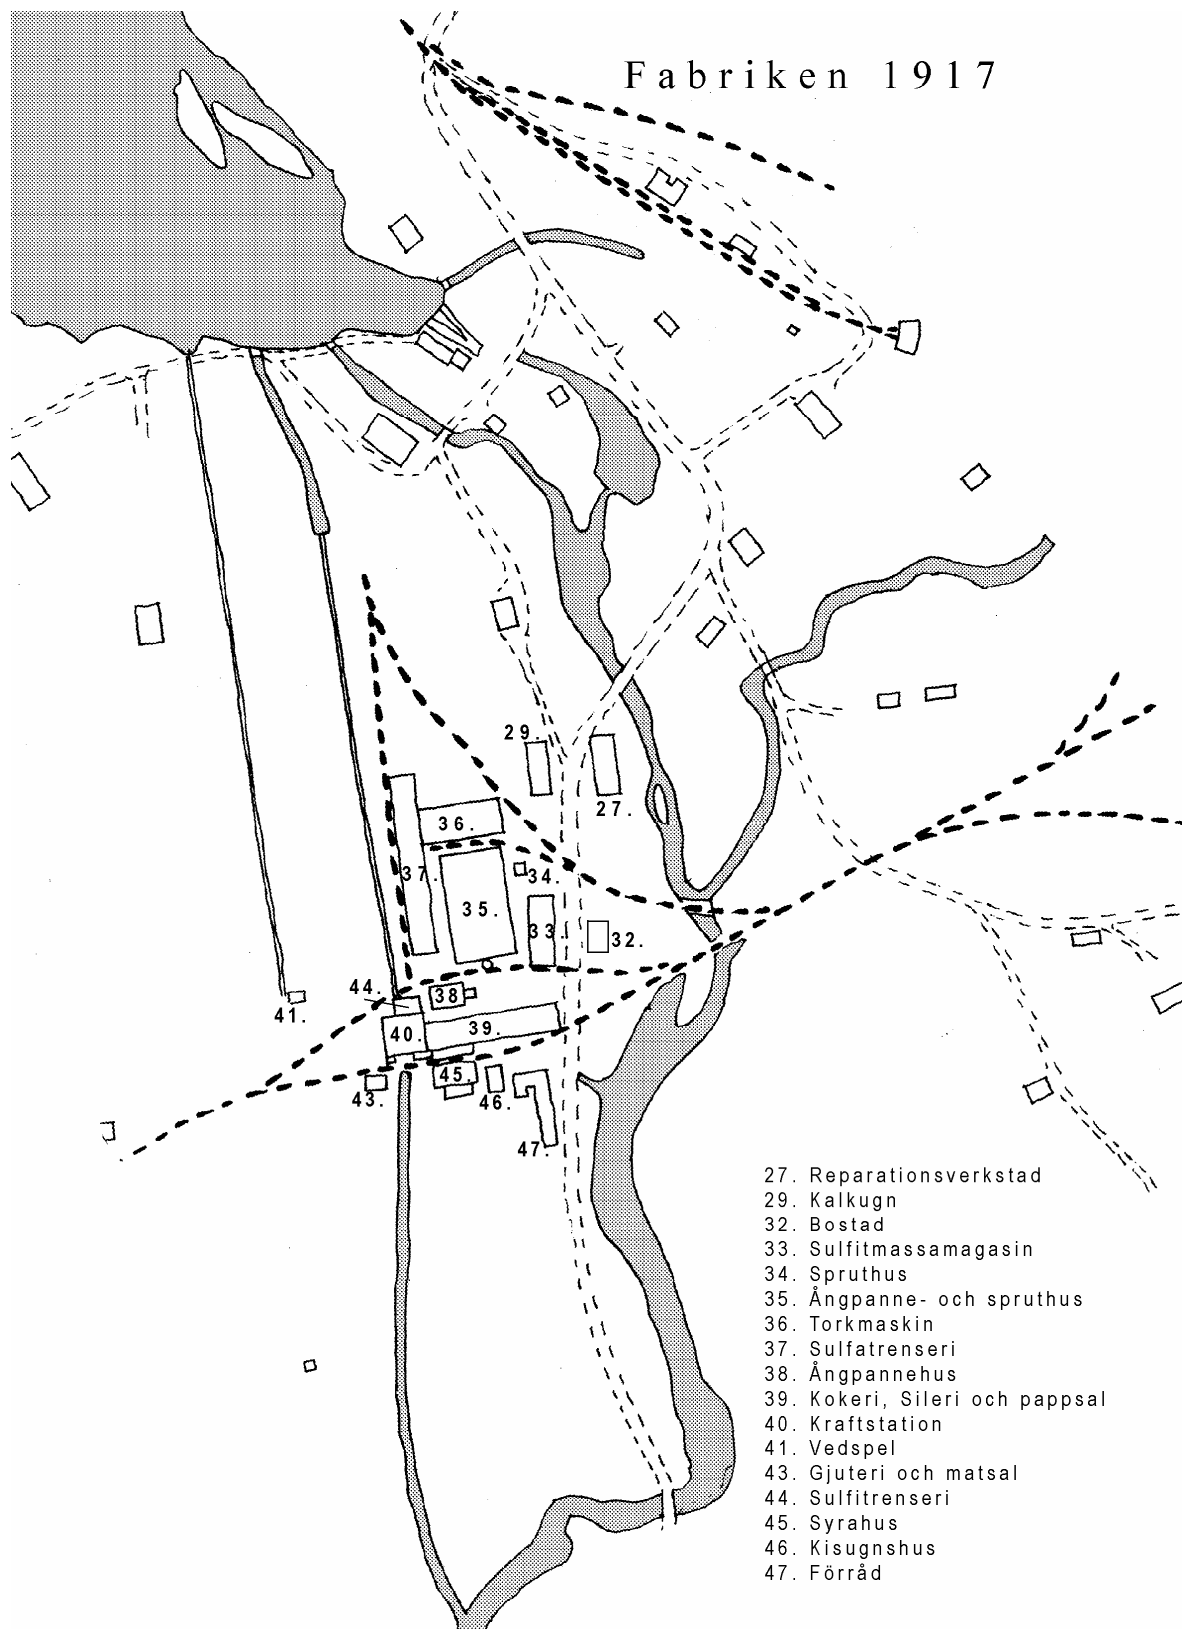 Fabriken 1917
29.
27.
36.
37.
34.
35.
33.
32.
44.
38
41.
40.
39.
45.
43.
46.
47.
27. Reparationsverkstad
29. Kalkugn
32. Bostad
33. Sulfitmassamagasin
34. Spruthus
35. Ångpanne- och spruthus
36. Torkmaskin
37. Sulfatrenseri
38. Ångpannehus
39. Kokeri, Sileri och pappsal
40. Kraftstation
41. Vedspel
43. Gjuteri och matsal
44. Sulfitrenseri
45. Syrahus
46. Kisugnshus
47. Förråd